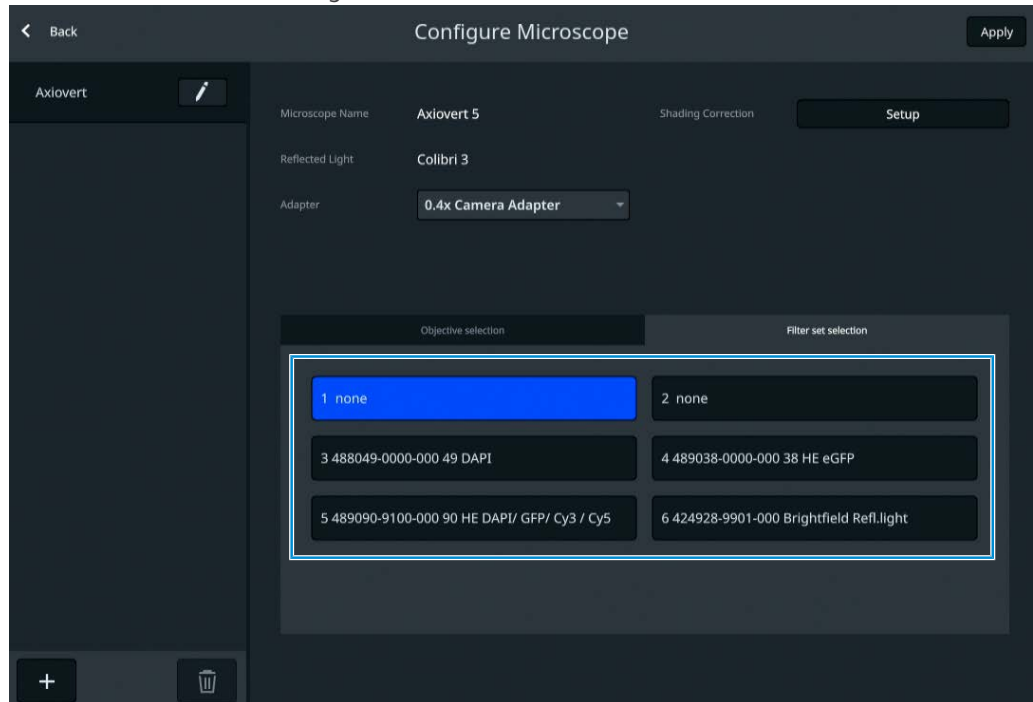 Back
Configure Microscope
Apply
Axiovert
Microscope Name
Axiovert 5
Shading Correction
Setup
Reflected Light
Colibri 3
Adapter
0.4x Camera Adapter
Objective selection
Filter set selection
1 none
2 none
3 488049-0000-000 49 DAPI
4 489038-0000-000 38 HE eGFP
5 489090-9100-000 90 HE DAPI/ GFP/ Cy3 / Cy5
6 424928-9901-000 Brightfield Refl.light
+